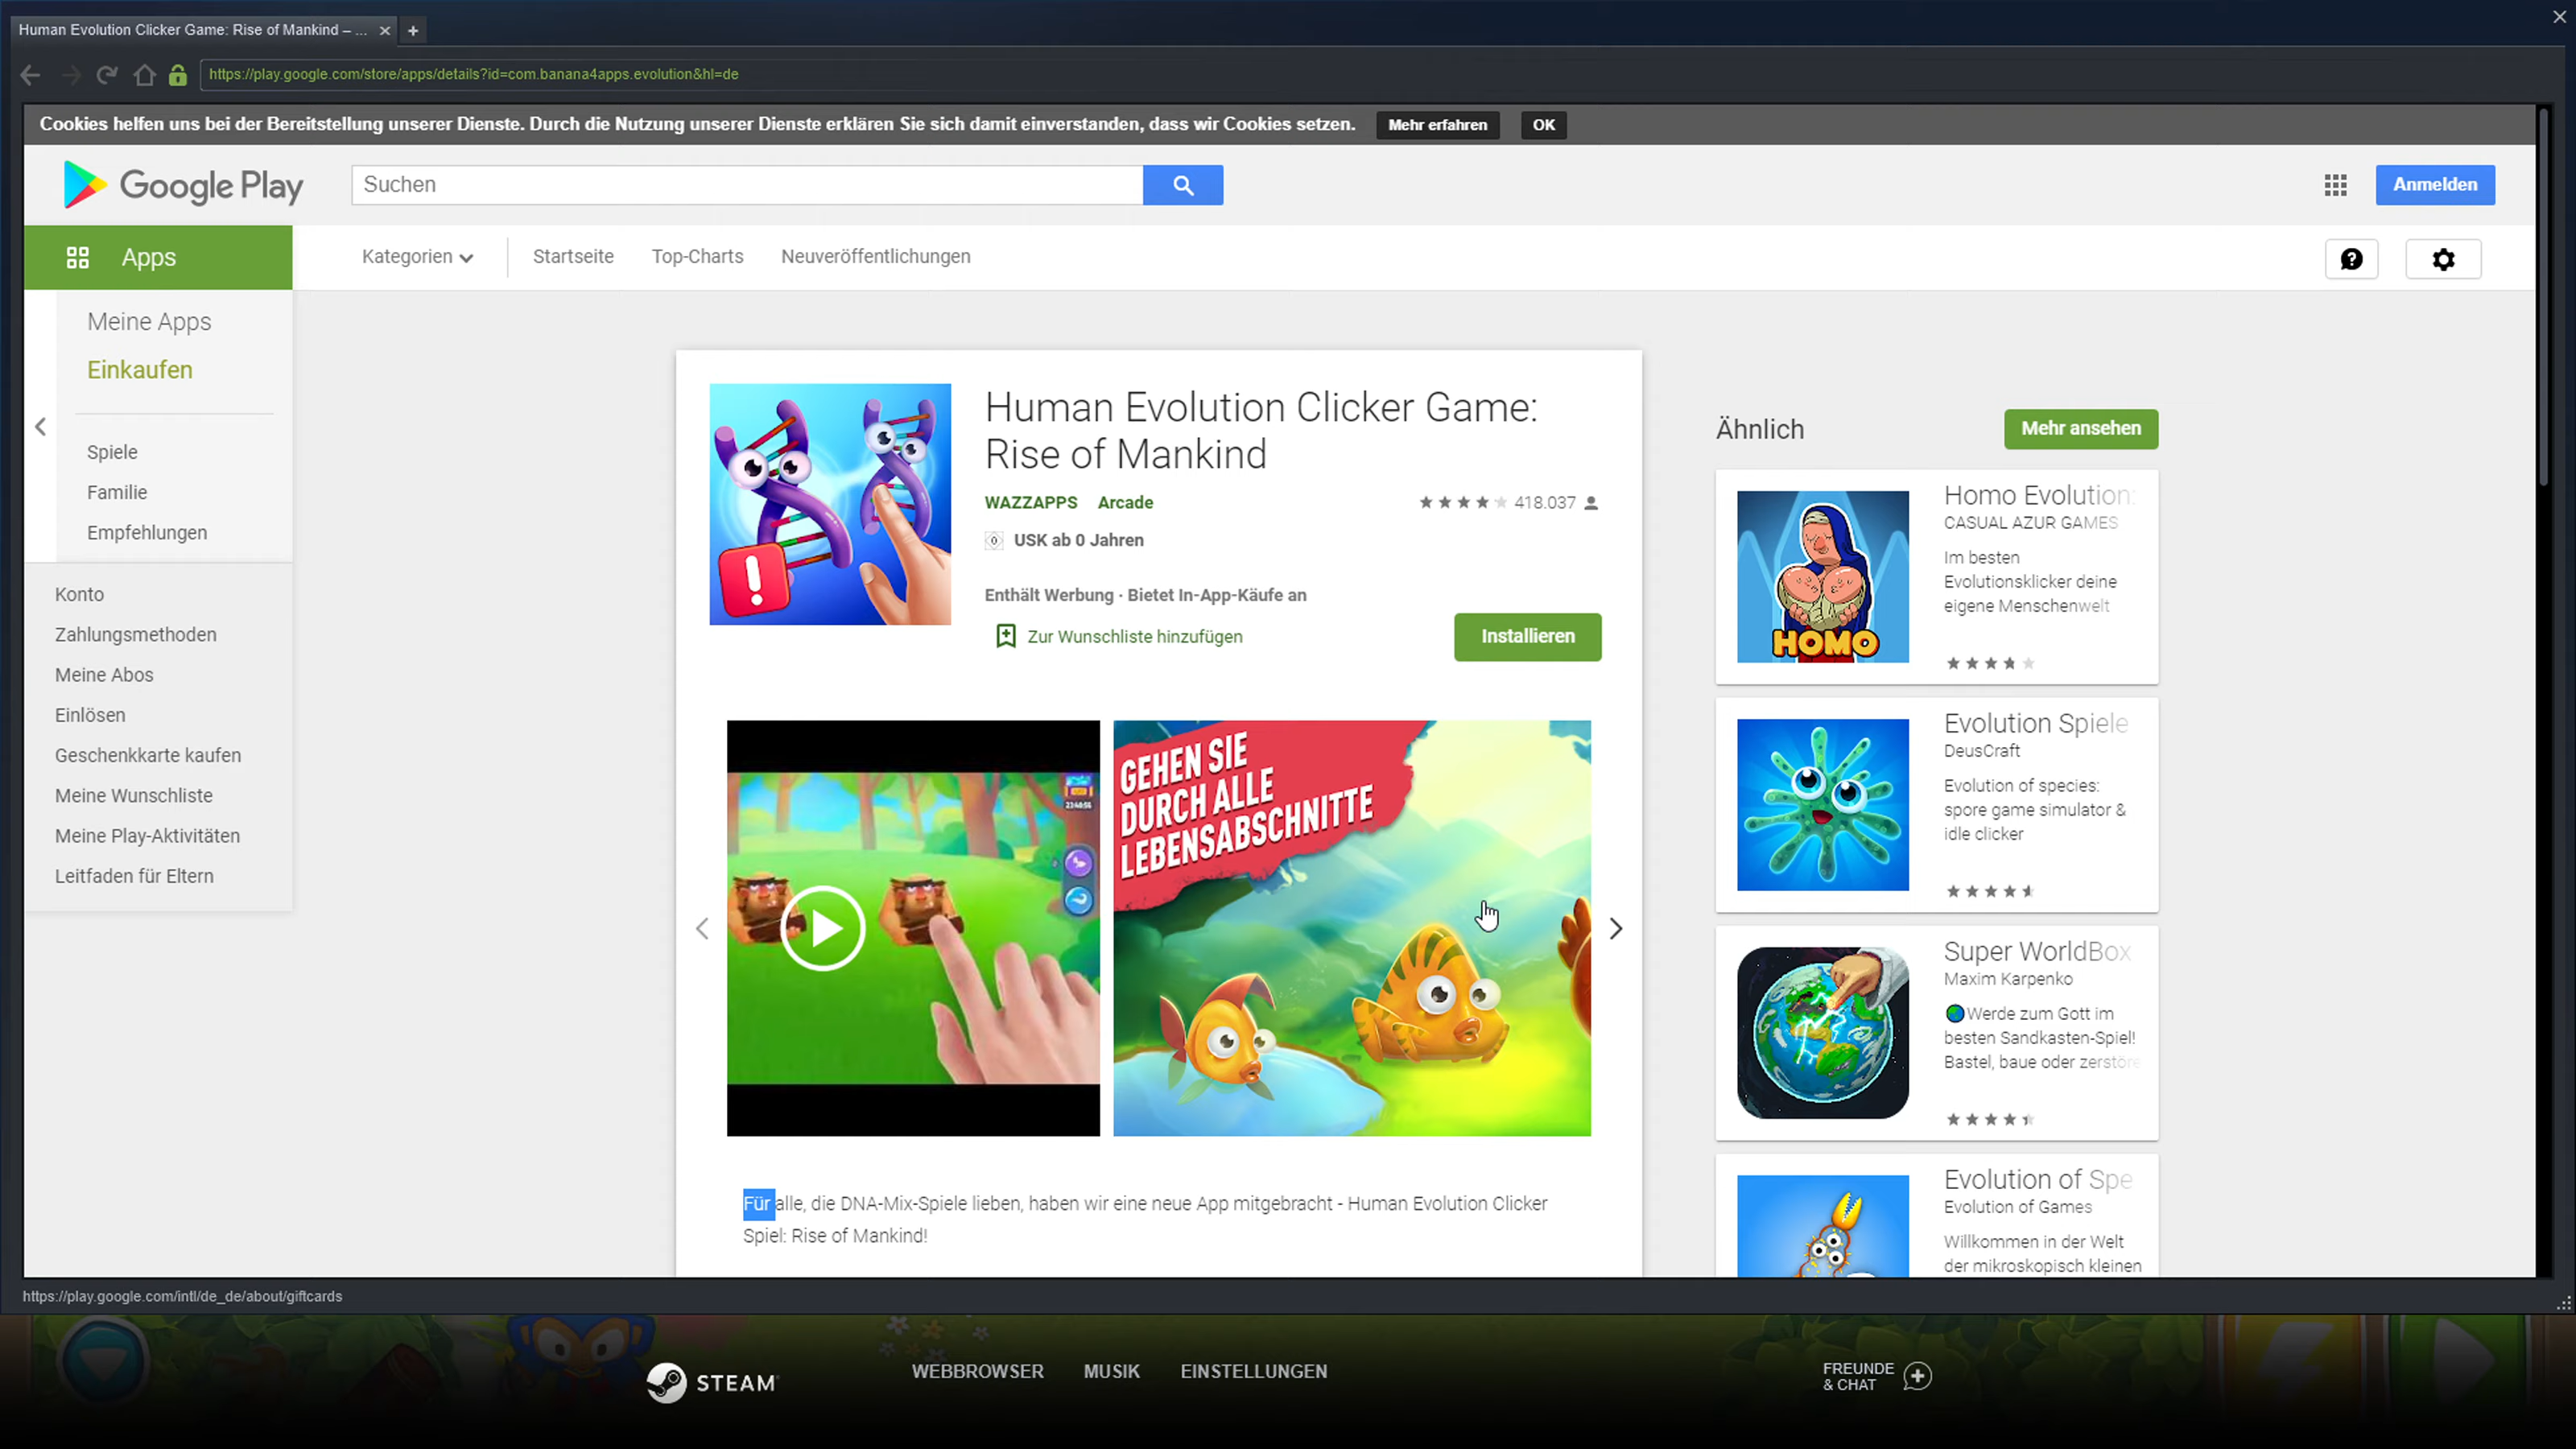 Human Evolution Clicker Game: Rise of Mankind – ...
https://play.google.com/store/apps/details?id=com.banana4apps.evolution&hl=de
Cookies helfen uns bei der Bereitstellung unserer Dienste. Durch die Nutzung unserer Dienste erklären Sie sich damit einverstanden, dass wir Cookies setzen.
Mehr erfahren
OK
Google Play
Suchen
Anmelden
Apps
Kategorien
Startseite
Top-Charts
Neuveröffentlichungen
Meine Apps
Einkaufen
Spiele
Familie
Empfehlungen
Konto
Zahlungsmethoden
Meine Abos
Einlösen
Geschenkkarte kaufen
Meine Wunschliste
Meine Play-Aktivitäten
Leitfaden für Eltern
Human Evolution Clicker Game:
Rise of Mankind
WAZZAPPS Arcade
418.037
USK ab 0 Jahren
Enthält Werbung · Bietet In-App-Käufe an
Zur Wunschliste hinzufügen
Installieren
GEHEN SIE
DURCH ALLE
LEBENSABSCHNITTE
Für alle, die DNA-Mix-Spiele lieben, haben wir eine neue App mitgebracht - Human Evolution Clicker
Spiel: Rise of Mankind!
Ähnlich
Mehr ansehen
HOMO
Homo Evolution:
CASUAL AZUR GAMES
Im besten
Evolutionsklicker deine
eigene Menschenwelt
Evolution Spiele
DeusCraft
Evolution of species:
spore game simulator &
idle clicker
Super WorldBox
Maxim Karpenko
Werde zum Gott im
besten Sandkasten-Spiel!
Bastel, baue oder zerstöre
Evolution of Spe
Evolution of Games
Willkommen in der Welt
der mikroskopisch kleinen
https://play.google.com/intl/de_de/about/giftcards
STEAM
WEBBROWSER
MUSIK
EINSTELLUNGEN
FREUNDE
& CHAT